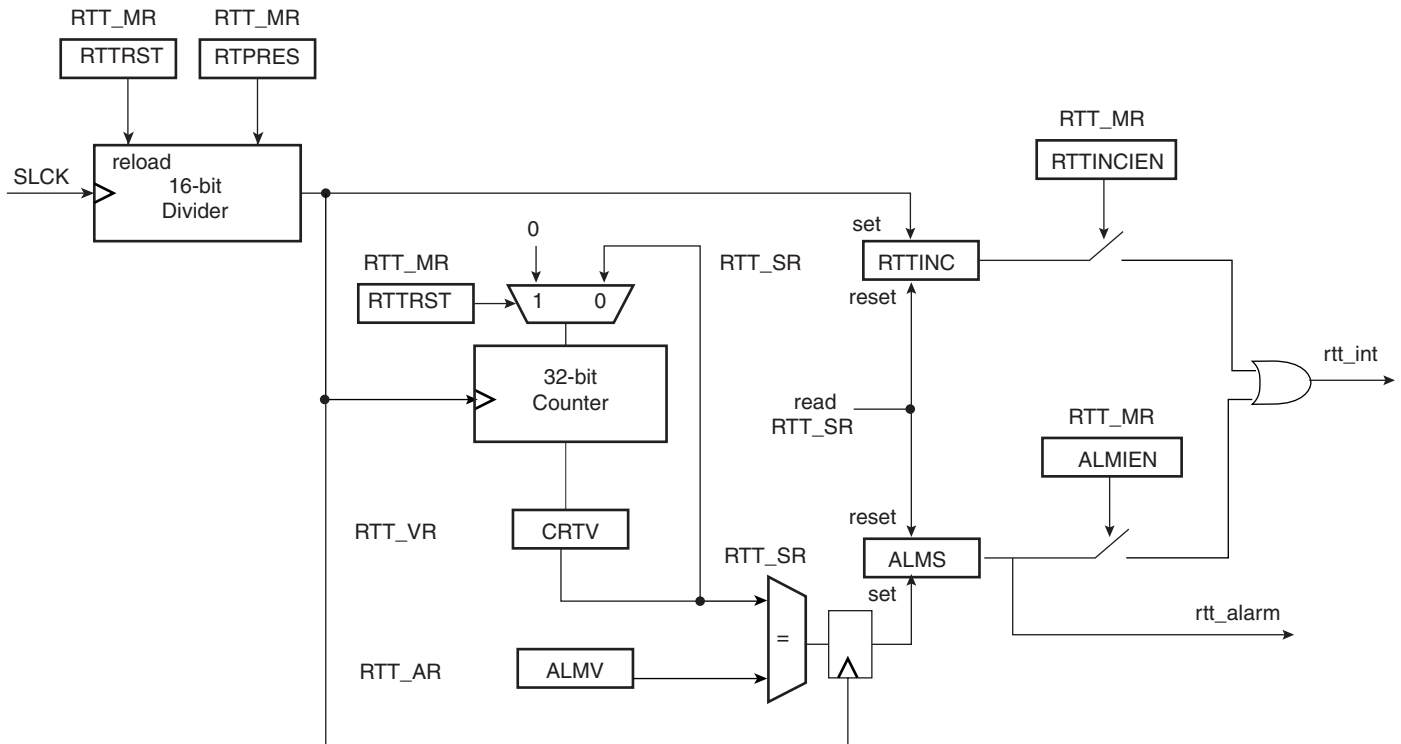 RTT_MR
RTTRST
RTT_MR
RTPRES
reload
16-bit
Divider
SLCK
RTT_MR
RTTINCIEN
0
set
RTTINC
reset
RTT_SR
RTT_MR
RTTRST
1 0
32-bit
Counter
read
RTT_SR
rtt_int
RTT_MR
ALMIEN
RTT_VR
CRTV
reset
ALMS
set
RTT_SR
=
rtt_alarm
RTT_AR
ALMV